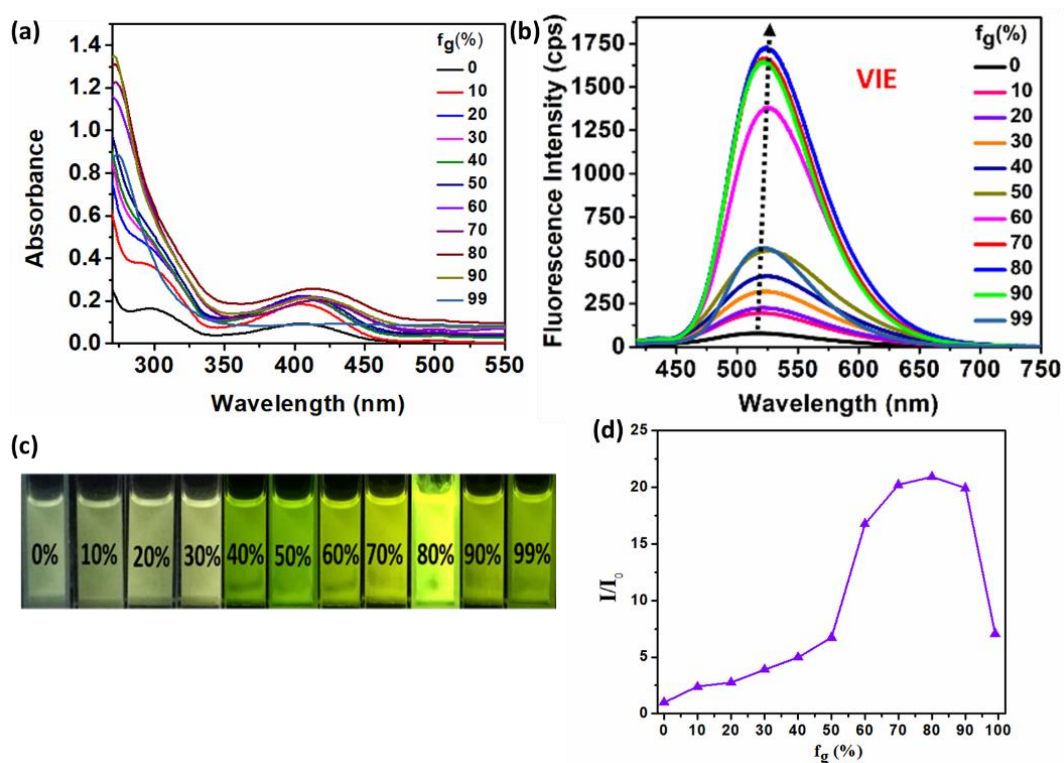 (a)
1.4
1.2
1.0
0.8
0.6
0.4
0.2
0.0
Absorbance
300 350 400 450 500 550
Wavelength (nm)
fg(%)
0
10
20
30
40
50
60
70
80
90
99
(b)
1750
1500
1250
1000
750
500
250
0
Fluorescence Intensity (cps)
450 500 550 600 650 700 750
Wavelength (nm)
VIE
fg(%)
0
10
20
30
40
50
60
70
80
90
99
(c)
0% 10% 20% 30% 40% 50% 60% 70% 80% 90% 99%
(d)
25
20
15
10
5
0
I/I0
0 10 20 30 40 50 60 70 80 90 100
fg (%)